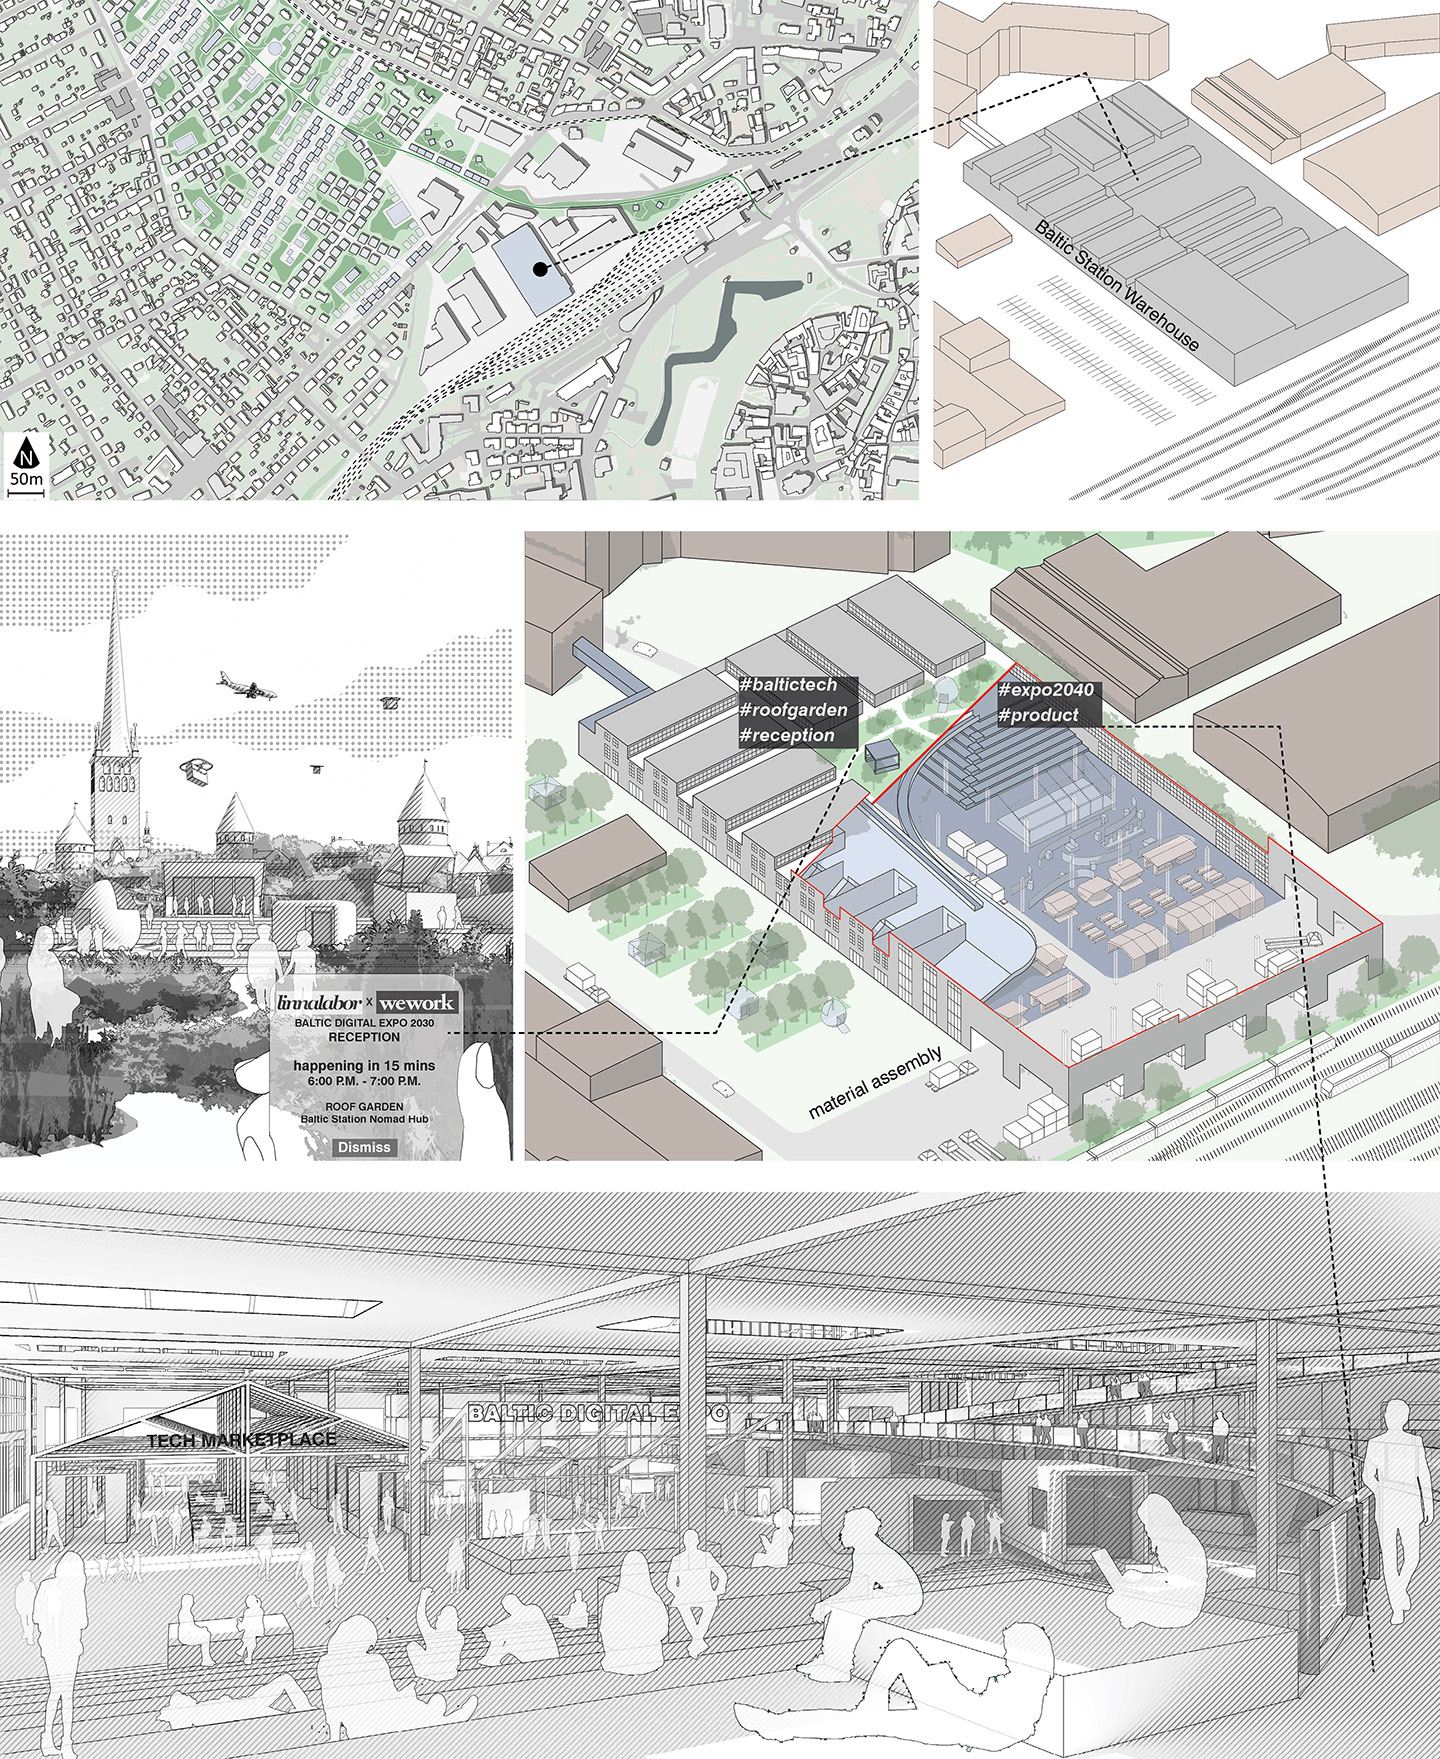 N
50m
Baltic Station Warehouse
#baltictech
#roofgarden
#reception
#expo2040
#product
material assembly
linnalabor x wework
BALTIC DIGITAL EXPO 2030
RECEPTION
happening in 15 mins
6:00 P.M. - 7:00 P.M.
ROOF GARDEN
Baltic Station Nomad Hub
Dismiss
TECH MARKETPLACE
BALTIC DIGITAL EXPO